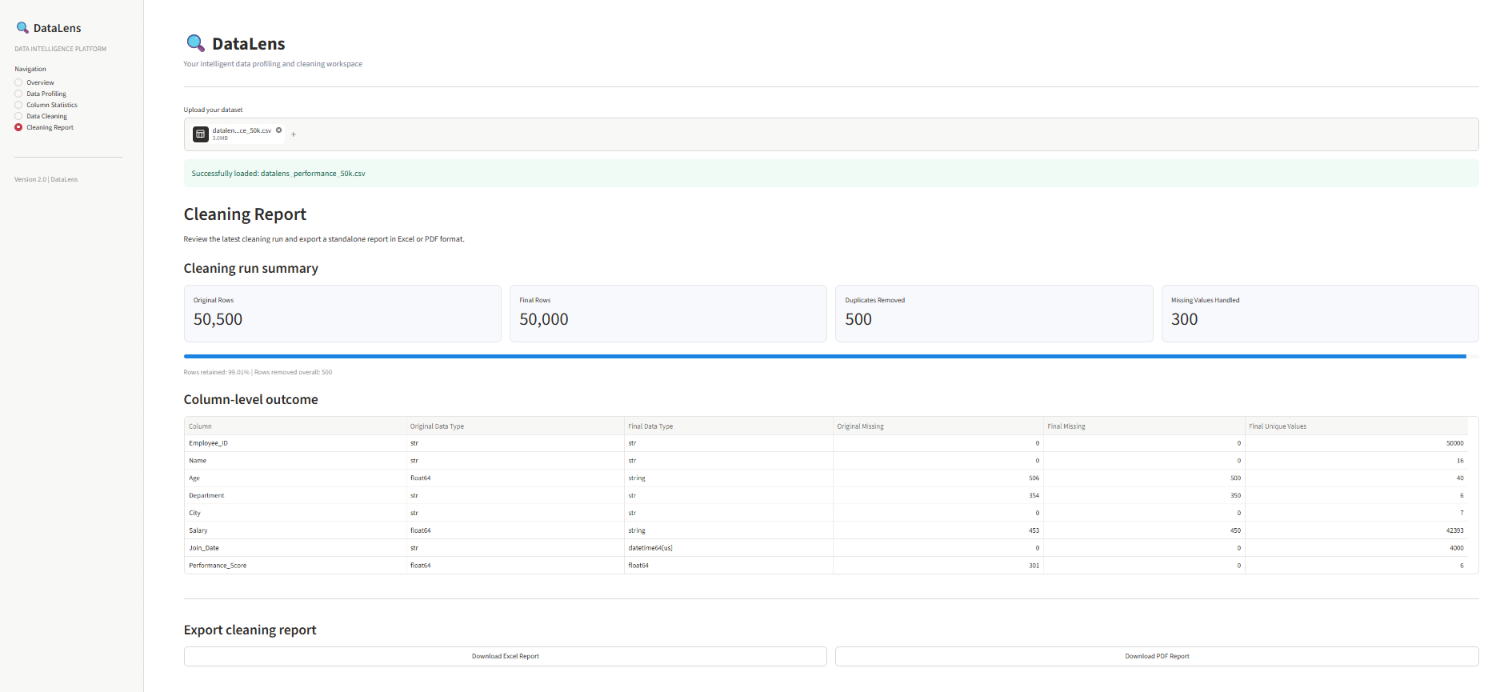 DataLens
DATA INTELLIGENCE PLATFORM
Navigation
Overview
Data Profiling
Column Statistics
Data Cleaning
Cleaning Report
Version 2.0 | DataLens
DataLens
Your intelligent data profiling and cleaning workspace
Upload your dataset
datalen...ce_50k.csv
3.0MB
Successfully loaded: datalens_performance_50k.csv
Cleaning Report
Review the latest cleaning run and export a standalone report in Excel or PDF format.
Cleaning run summary
Original Rows Final Rows Duplicates Removed Missing Values Handled
50,500 50,000 500 300
Rows retained: 99.01% | Rows removed overall: 500
Column-level outcome
Column Original Data Type Final Data Type Original Missing Final Missing Final Unique Values
Employee_ID str str 0 0 50000
Name str str 0 0 16
Age float64 string 506 500 40
Department str str 354 350 6
City str str 0 0 7
Salary float64 string 453 450 42393
Join_Date str datetime64[us] 0 0 4000
Performance_Score float64 float64 301 0 6
Export cleaning report
Download Excel Report Download PDF Report